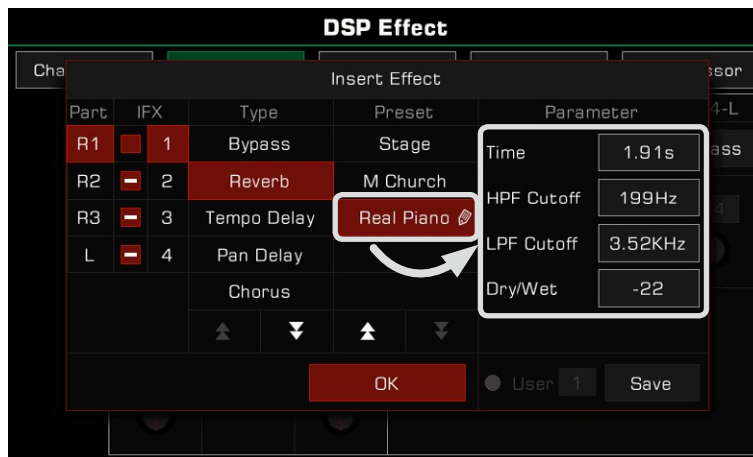 DSP Effect
Cha
ssor
Insert Effect
Part IFX Type Preset Parameter
4-L
R1 1 Bypass Stage Time 1.91s
ass
R2 2 Reverb M Church HPF Cutoff 199Hz
R3 3 Tempo Delay Real Piano LPF Cutoff 3.52KHz
4
L 4 Pan Delay Dry/Wet -22
Chorus
OK User 1 Save